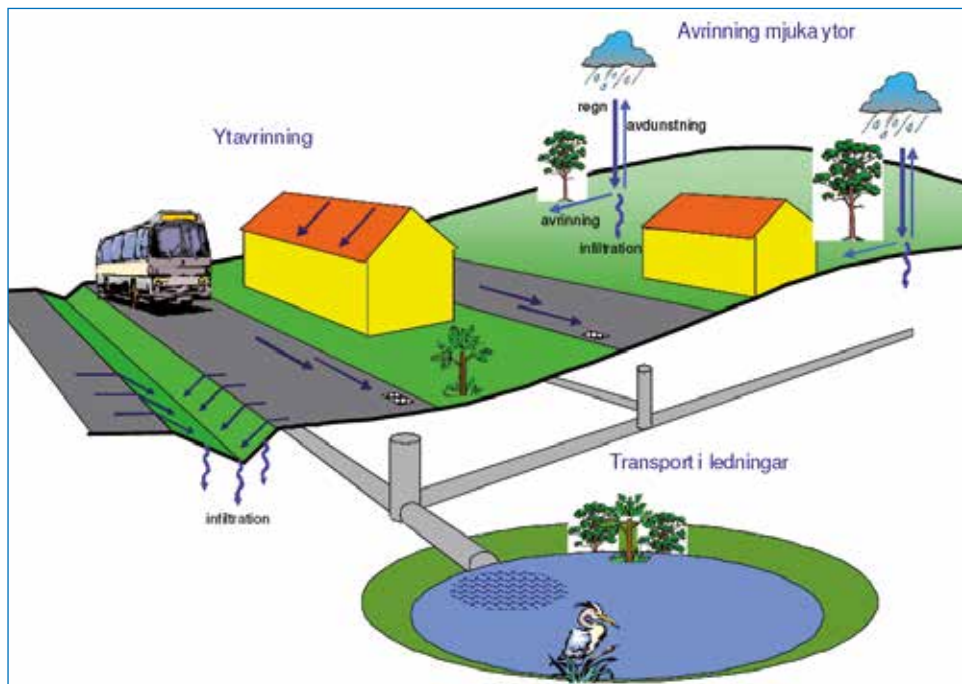 Avrinning mjuka ytor
regn
avdunstning
Ytavrinning
avrinning
infiltration
Transport i ledningar
infiltration